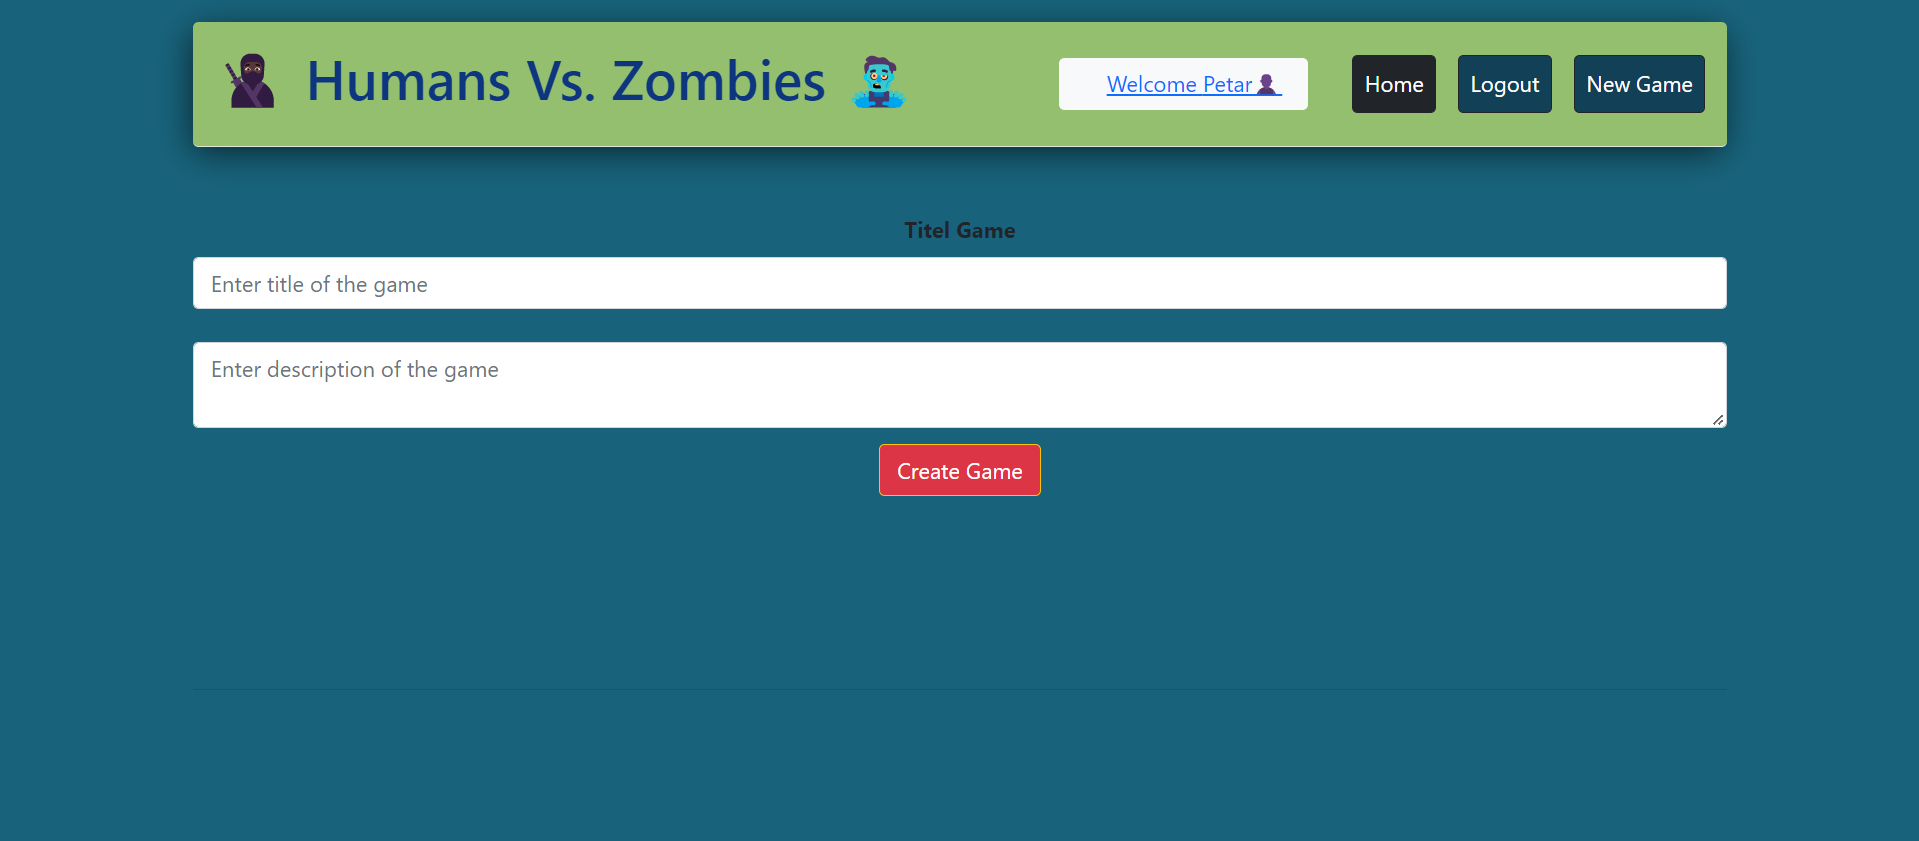 Humans Vs. Zombies
Welcome Petar
Home
Logout
New Game
Titel Game
Enter title of the game
Enter description of the game
Create Game